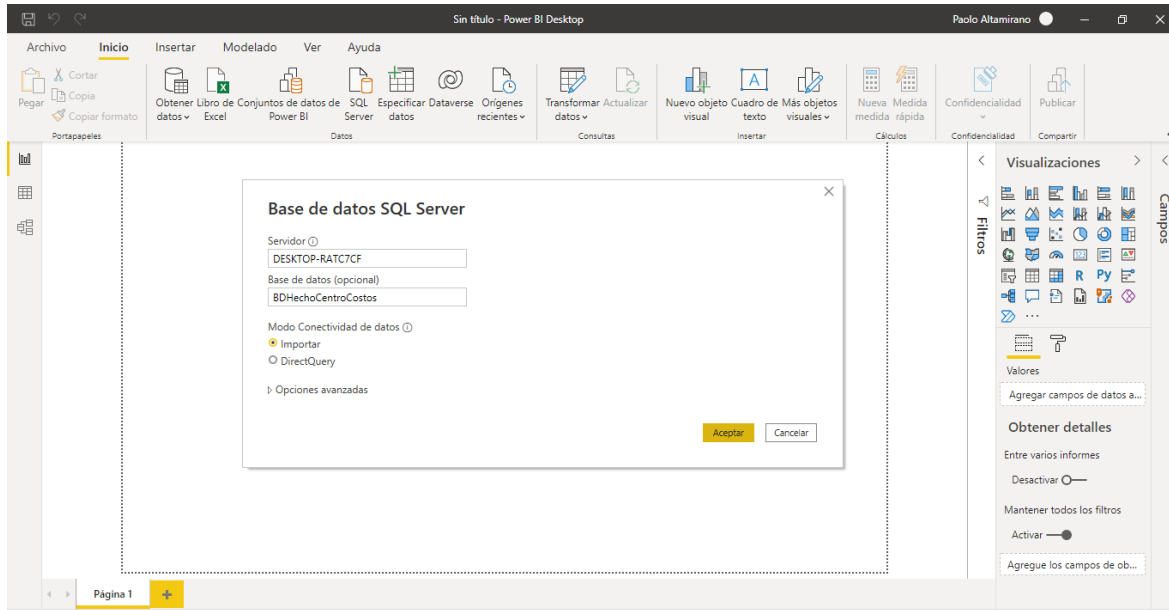 Sin título - Power BI Desktop
Paolo Altamirano
Archivo Inicio Insertar Modelado Ver Ayuda
Pegar
Cortar
Copia
Copiar formato
Portapapeles
Obtener datos
Libro de Excel
Conjuntos de datos de Power BI
SQL Server
Especificar datos
Dataverse
Orígenes recientes
Datos
Transformar datos
Actualizar
Consultas
Nuevo objeto visual
Cuadro de texto
Más objetos visuales
Insertar
Nueva medida
Medida rápida
Cálculos
Confidencialidad
Confidencialidad
Publicar
Compartir
Base de datos SQL Server
Servidor
DESKTOP-RATC7CF
Base de datos (opcional)
BDHechoCentroCostos
Modo Conectividad de datos
Importar
DirectQuery
Opciones avanzadas
Aceptar
Cancelar
Filtros
Visualizaciones
R
Py
123
...
Valores
Agregar campos de datos a...
Obtener detalles
Entre varios informes
Desactivar
Mantener todos los filtros
Activar
Agregue los campos de ob...
Campos
Página 1
+